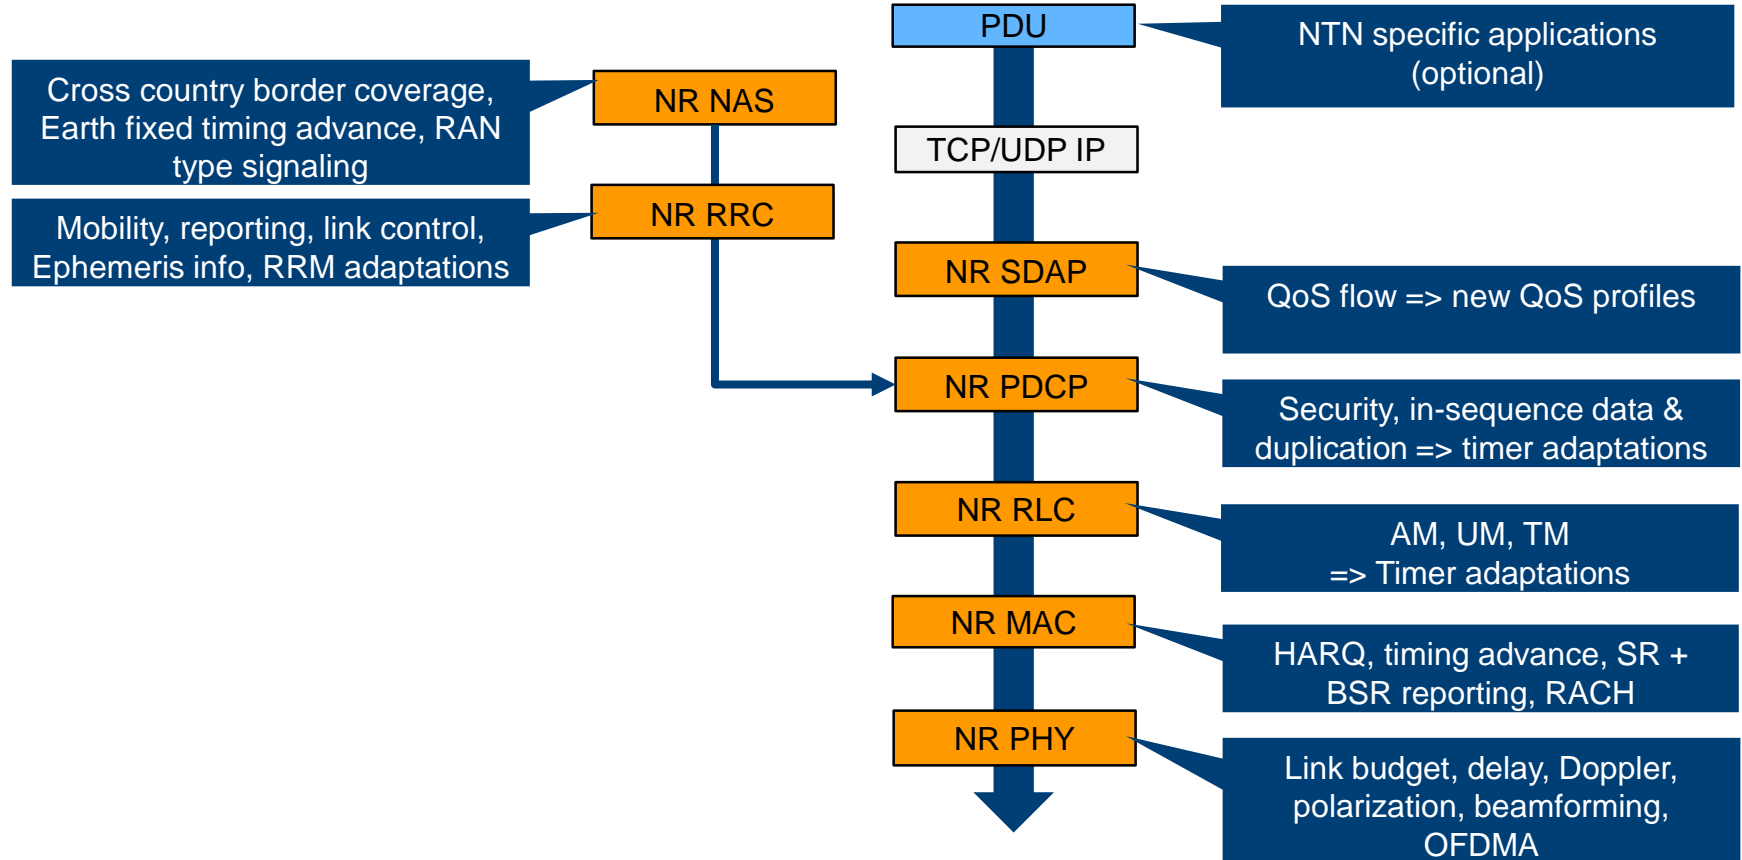 PDU
NTN specific applications
(optional)
Cross country border coverage,
Earth fixed timing advance, RAN
type signaling
NR NAS
TCP/UDP IP
Mobility, reporting, link control,
Ephemeris info, RRM adaptations
NR RRC
NR SDAP
QoS flow => new QoS profiles
NR PDCP
Security, in-sequence data &
duplication => timer adaptations
NR RLC
AM, UM, TM
=> Timer adaptations
NR MAC
HARQ, timing advance, SR +
BSR reporting, RACH
NR PHY
Link budget, delay, Doppler,
polarization, beamforming,
OFDMA